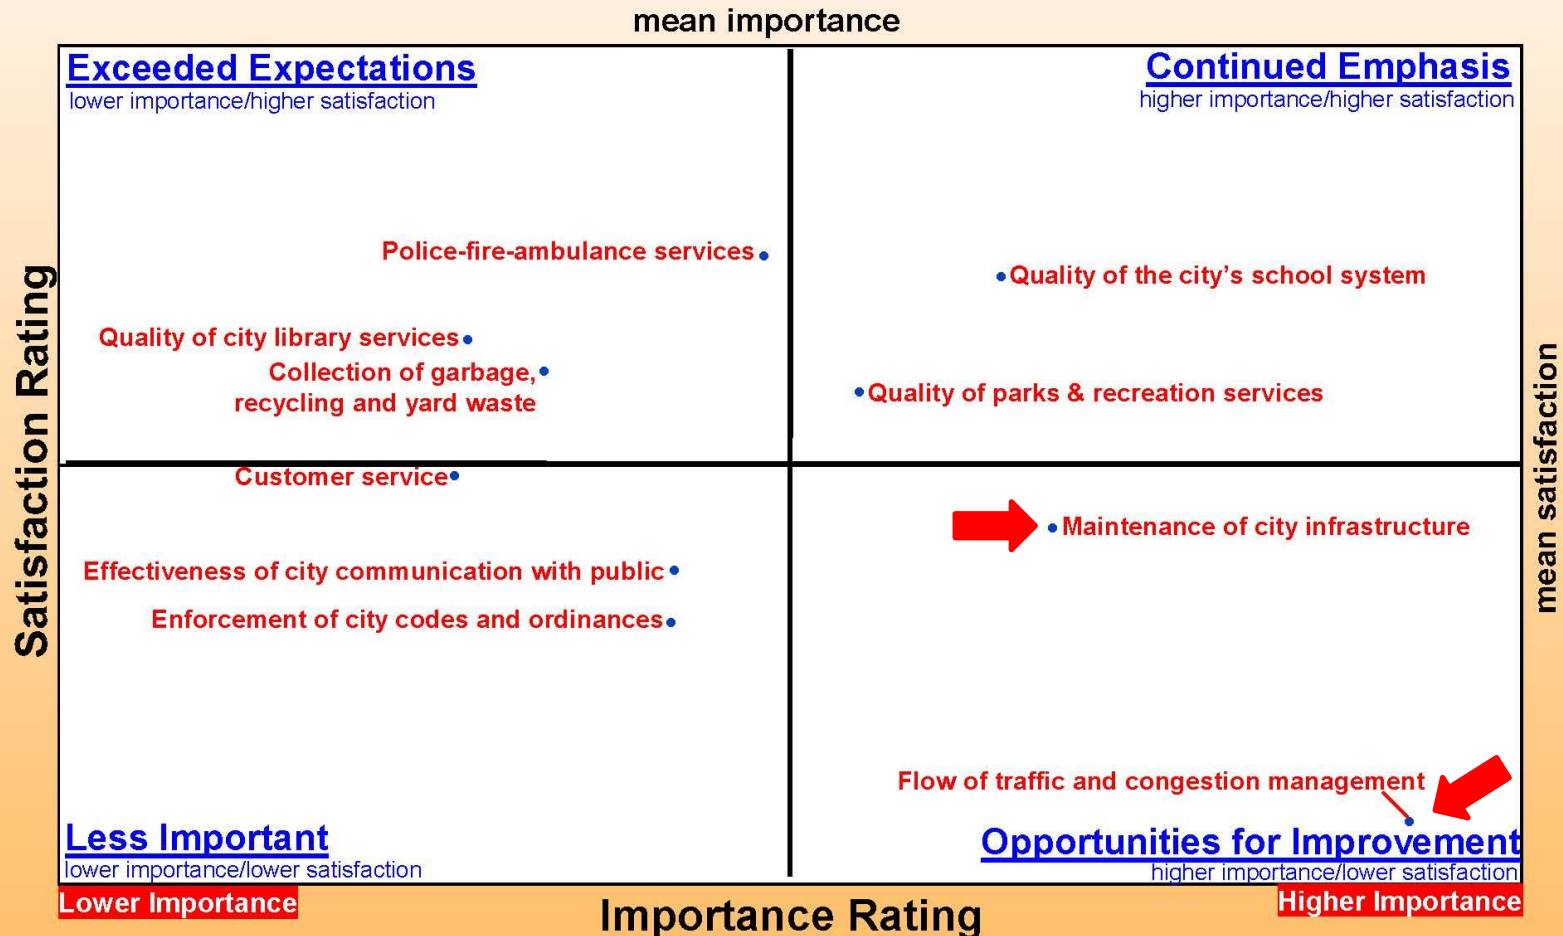 mean importance
Exceeded Expectations
lower importance/higher satisfaction
Continued Emphasis
higher importance/higher satisfaction
Police-fire-ambulance services
Quality of the city’s school system
Quality of city library services
Collection of garbage,
recycling and yard waste
Quality of parks & recreation services
Satisfaction Rating
mean satisfaction
Customer service
Maintenance of city infrastructure
Effectiveness of city communication with public
Enforcement of city codes and ordinances
Flow of traffic and congestion management
Less Important
lower importance/lower satisfaction
Opportunities for Improvement
higher importance/lower satisfaction
Lower Importance
Importance Rating
Higher Importance